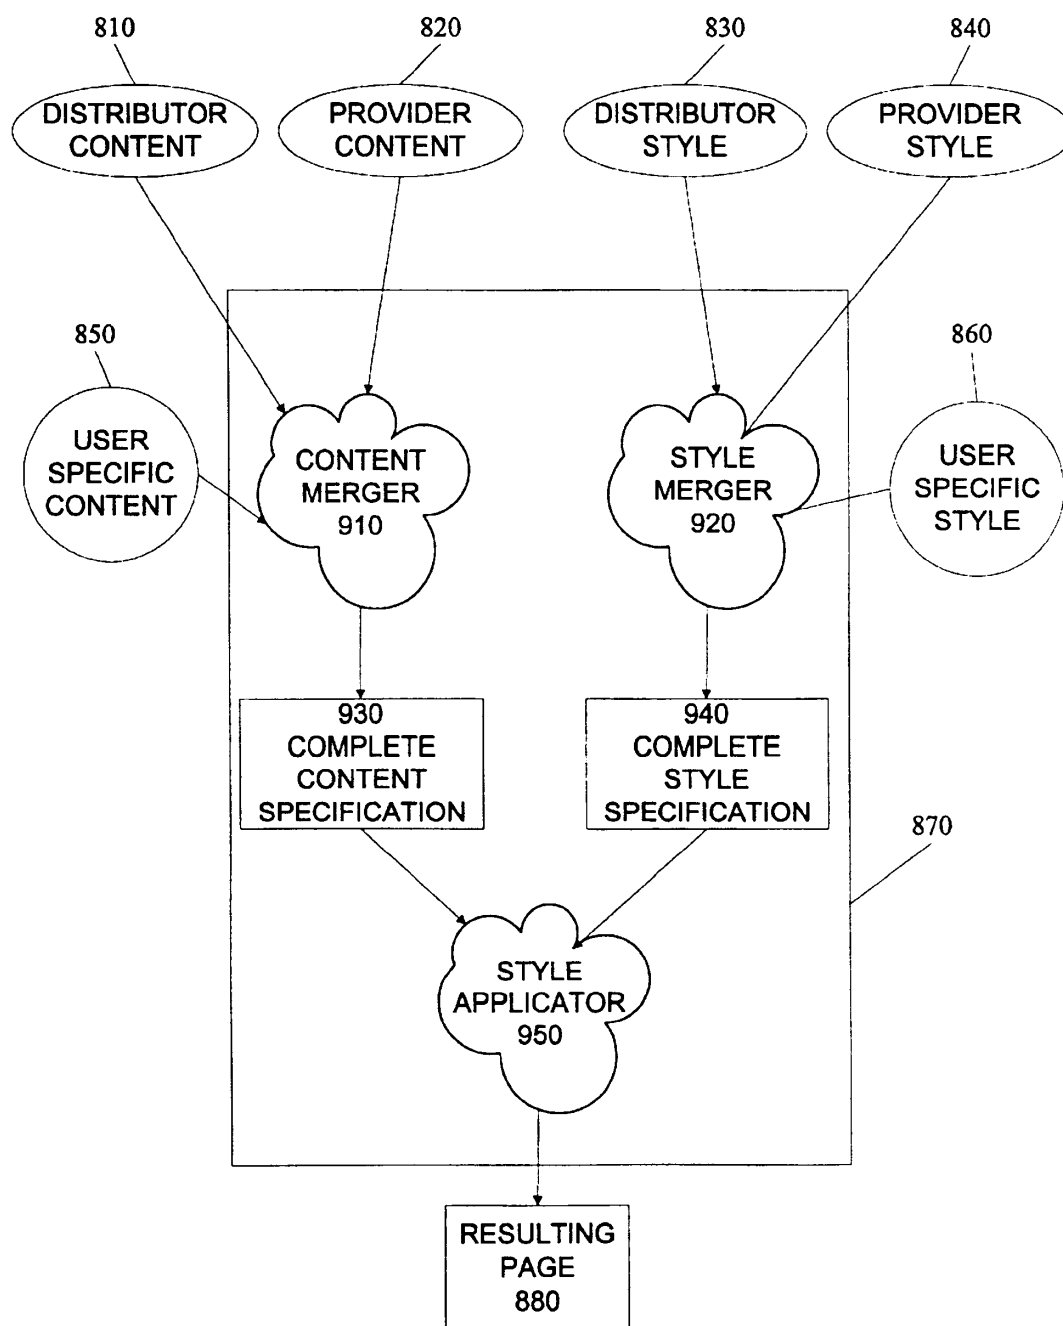 810
820
830
840
DISTRIBUTOR
CONTENT
PROVIDER
CONTENT
DISTRIBUTOR
STYLE
PROVIDER
STYLE
850
860
USER
SPECIFIC
CONTENT
CONTENT
MERGER
910
STYLE
MERGER
920
USER
SPECIFIC
STYLE
930
COMPLETE
CONTENT
SPECIFICATION
940
COMPLETE
STYLE
SPECIFICATION
870
STYLE
APPLICATOR
950
RESULTING
PAGE
880